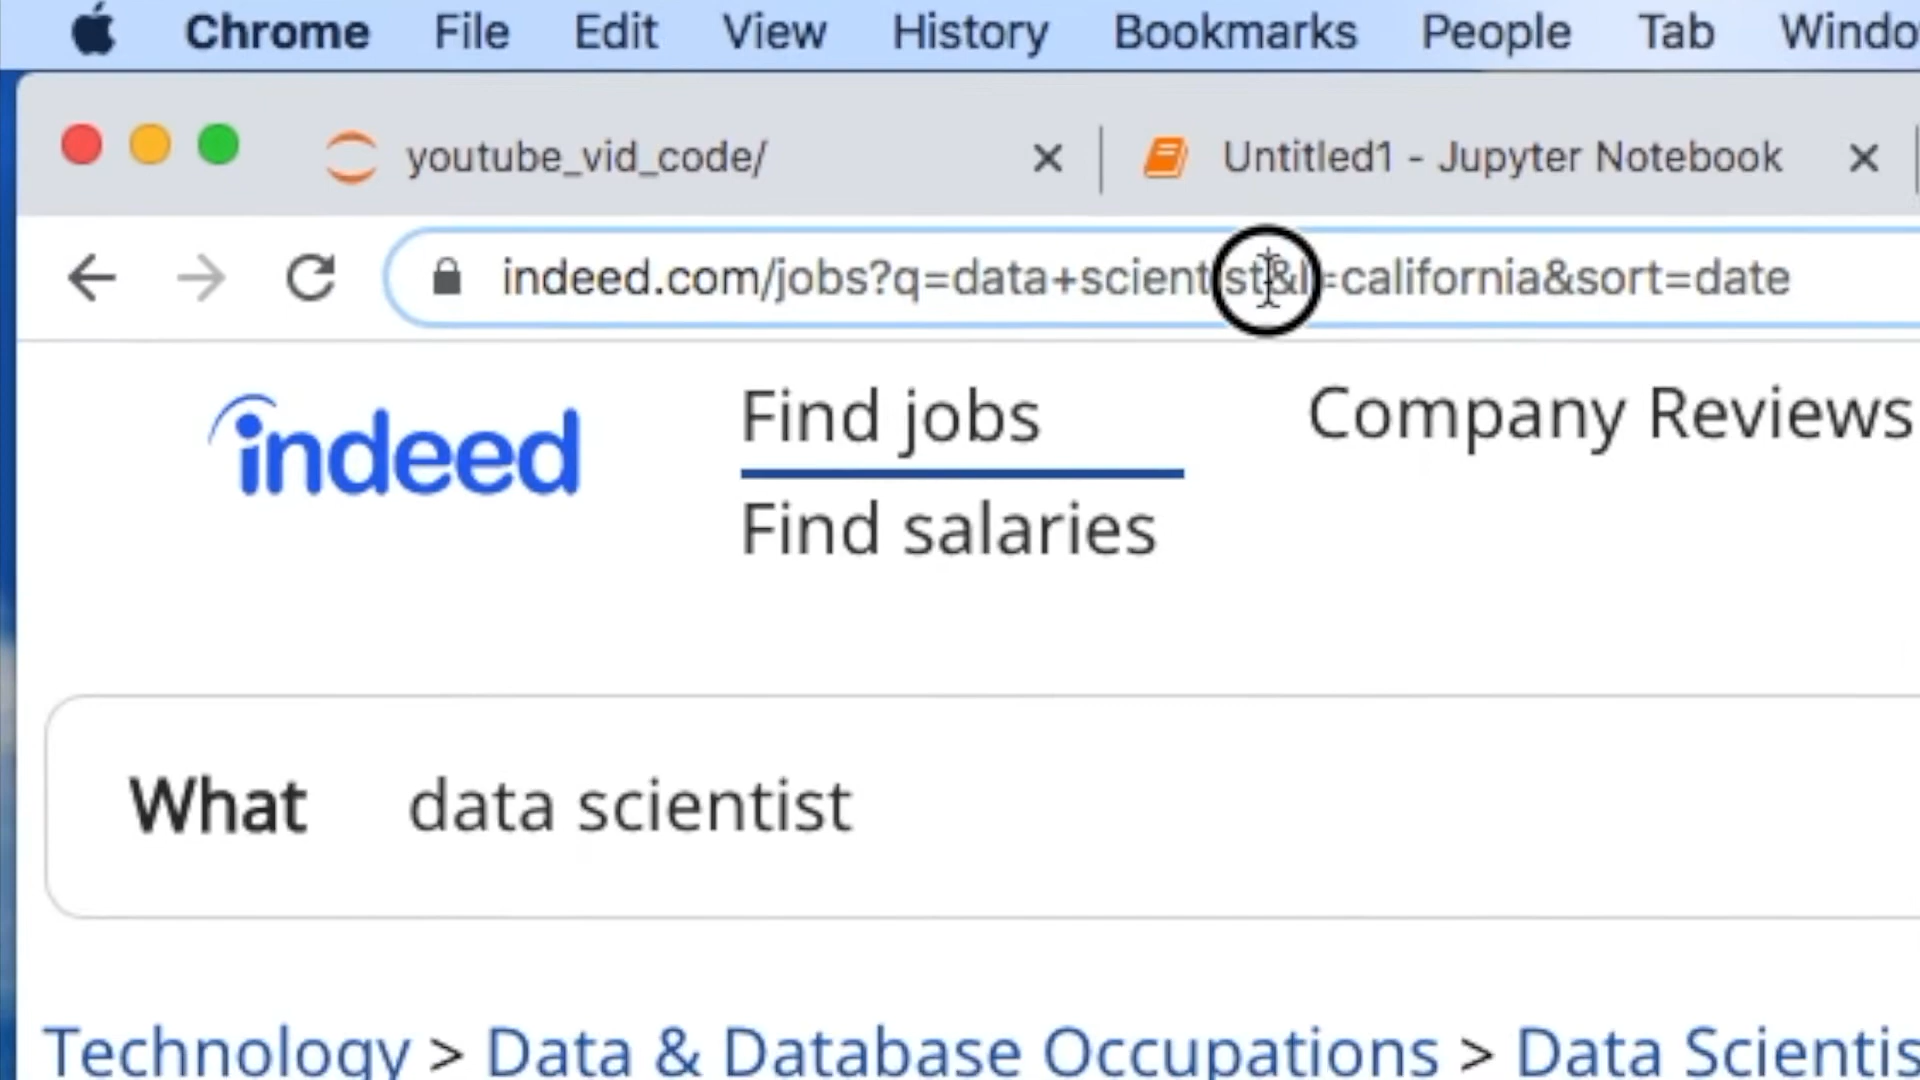 Chrome File Edit View History Bookmarks People Tab Windo
youtube_vid_code/ Untitled1 - Jupyter Notebook
indeed.com/jobs?q=data+scientist&l=california&sort=date
indeed Find jobs Company Reviews
Find salaries
What data scientist
Technology > Data & Database Occupations > Data Scientis